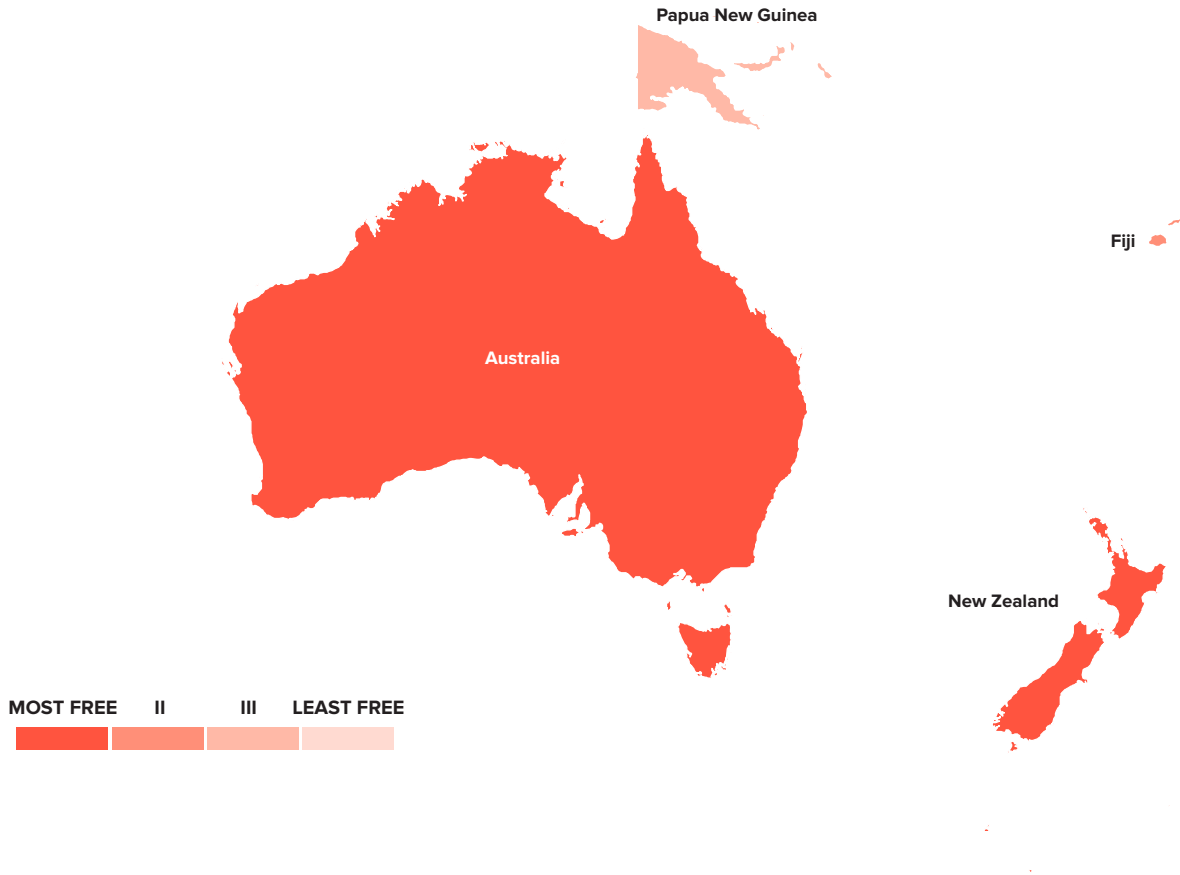 Papua New Guinea
Fiji
Australia
New Zealand
MOST FREE II III LEAST FREE